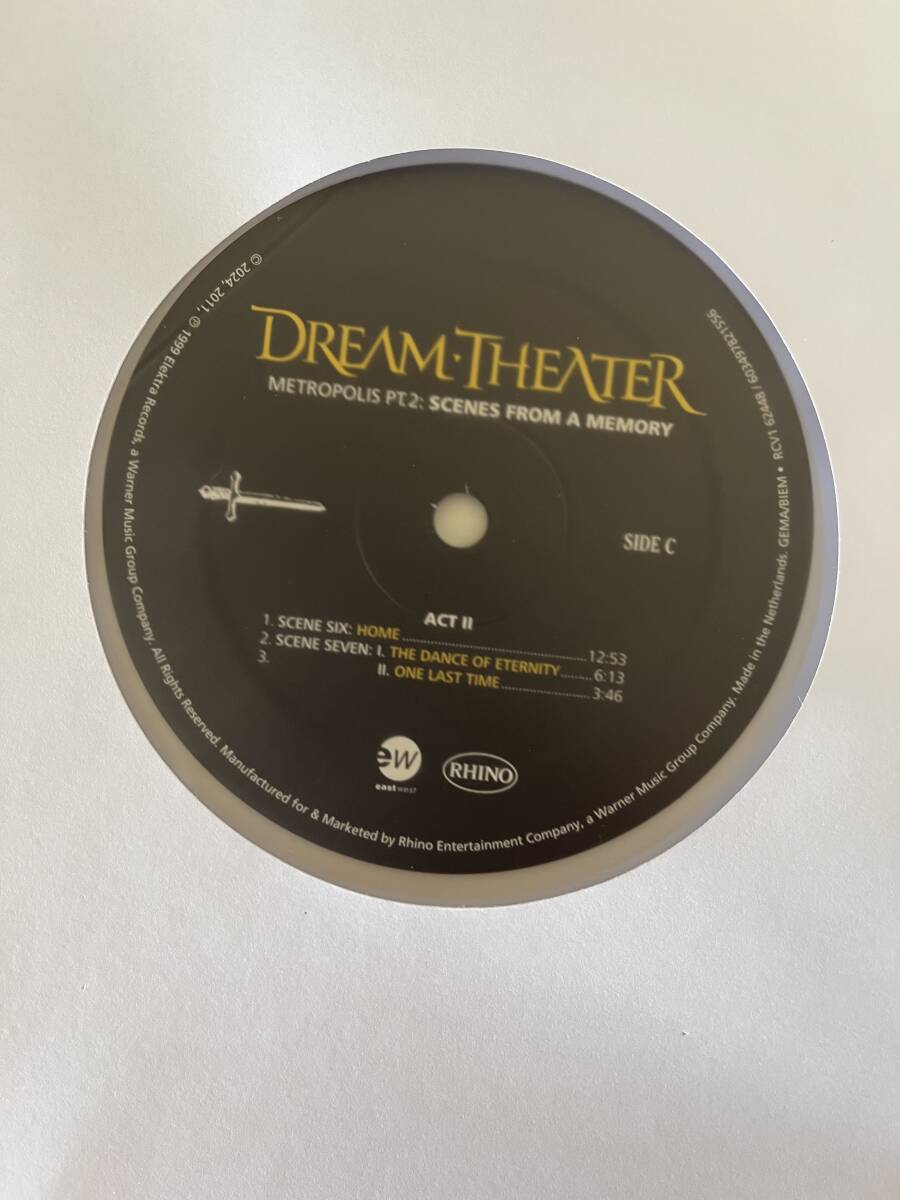 DREAM·THEATER
METROPOLIS PT.2: SCENES FROM A MEMORY
SIDE C
ACT II
1. SCENE SIX: HOME ........ 12:53
2. SCENE SEVEN: I. THE DANCE OF ETERNITY ........ 6:13
3. II. ONE LAST TIME ........ 3:46
ew
eastwest
RHINO
© 2024, 2011, ℗ 1999 Elektra Records, a Warner Music Group Company. All Rights Reserved. Manufactured for & Marketed by Rhino Entertainment Company, a Warner Music Group Company. Made in the Netherlands. GEMA/BIEM • RCV1 62448 / 603497821556